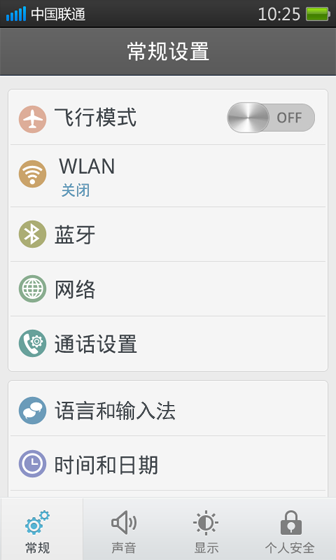 中国联通 10:25
常规设置
飞行模式 OFF
WLAN
关闭
蓝牙
网络
通话设置
语言和输入法
时间和日期
常规 声音 显示 个人安全